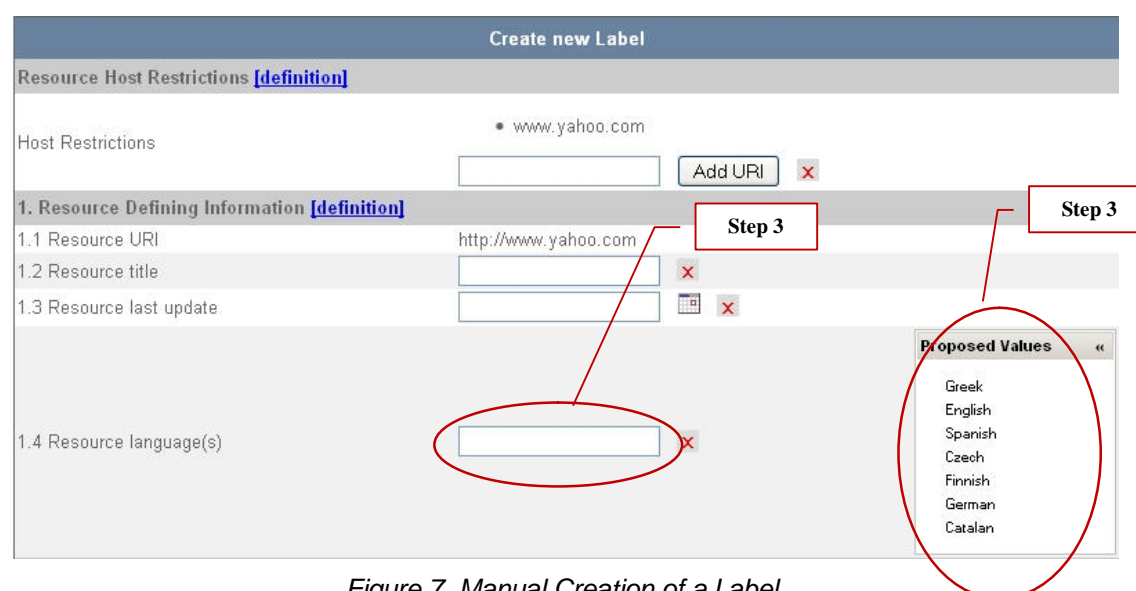 Create new Label
Resource Host Restrictions [definition]
• www.yahoo.com
Host Restrictions
Add URI x
1. Resource Defining Information [definition]
Step 3
Step 3
1.1 Resource URI http://www.yahoo.com
1.2 Resource title x
1.3 Resource last update x
Proposed Values «
Greek
English
Spanish
1.4 Resource language(s) x
Czech
Finnish
German
Catalan
Figure 7. Manual Creation of a Label